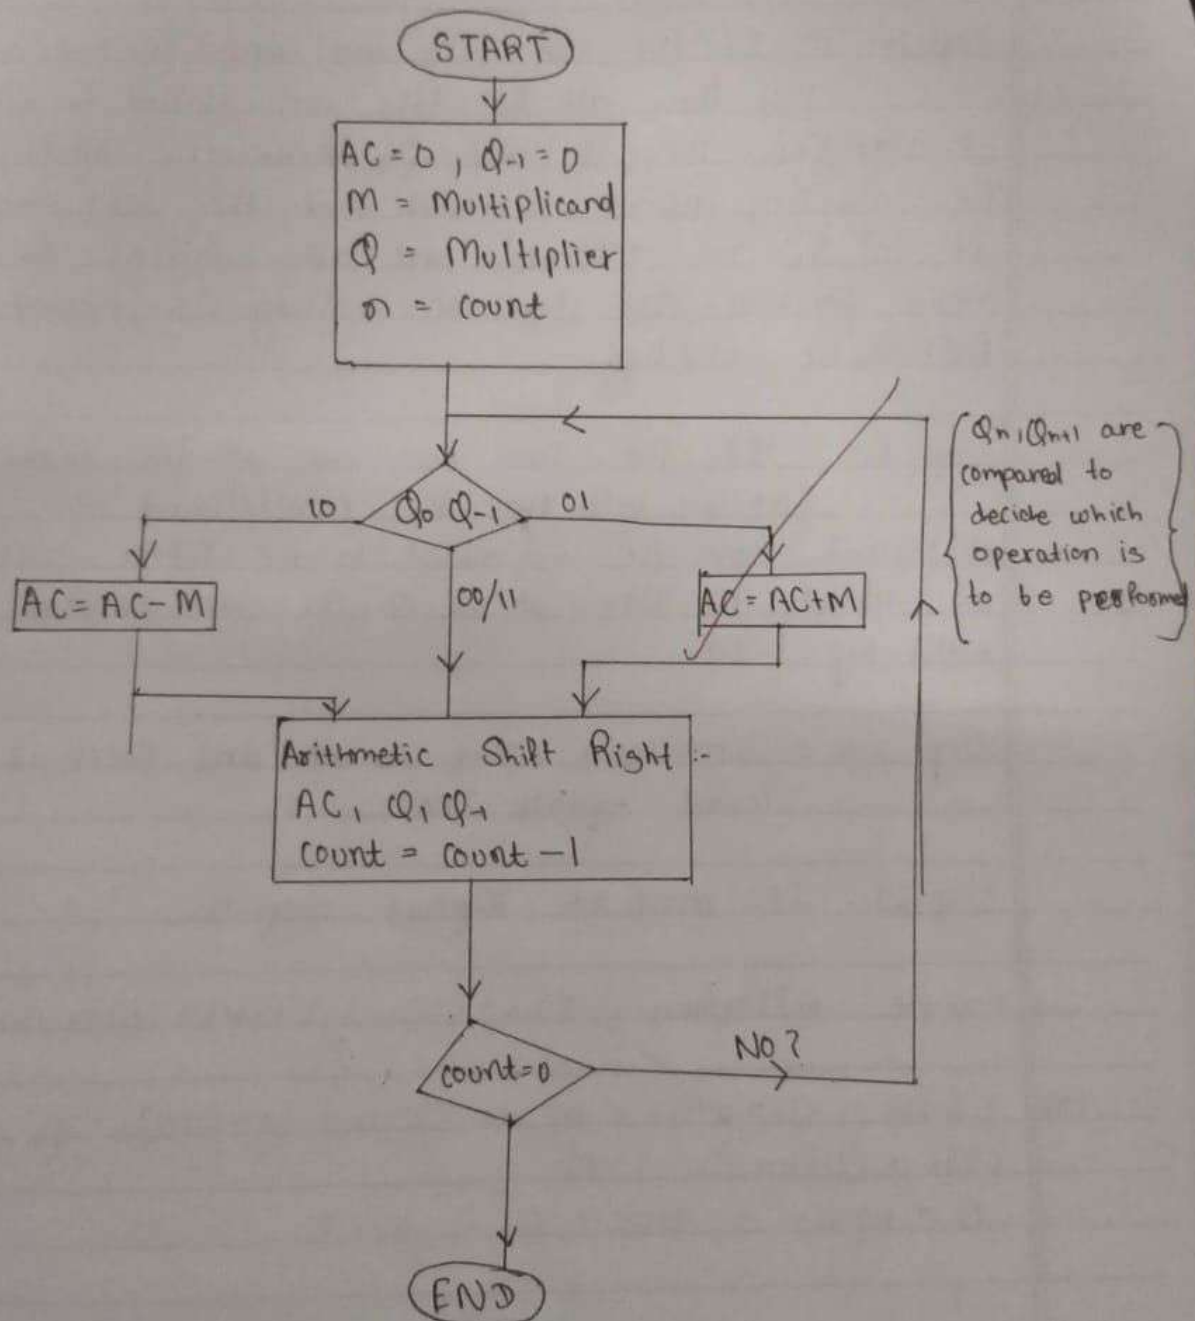 START
AC = 0, Q-1 = 0
M = Multiplicand
Q = Multiplier
n = count
Qn, Qn+1 are
compared to
decide which
operation is
to be performed
10
Q0 Q-1
01
AC = AC - M
00/11
AC = AC+M
Arithmetic Shift Right :-
AC, Q, Q-1
count = count - 1
count=0
NO?
END